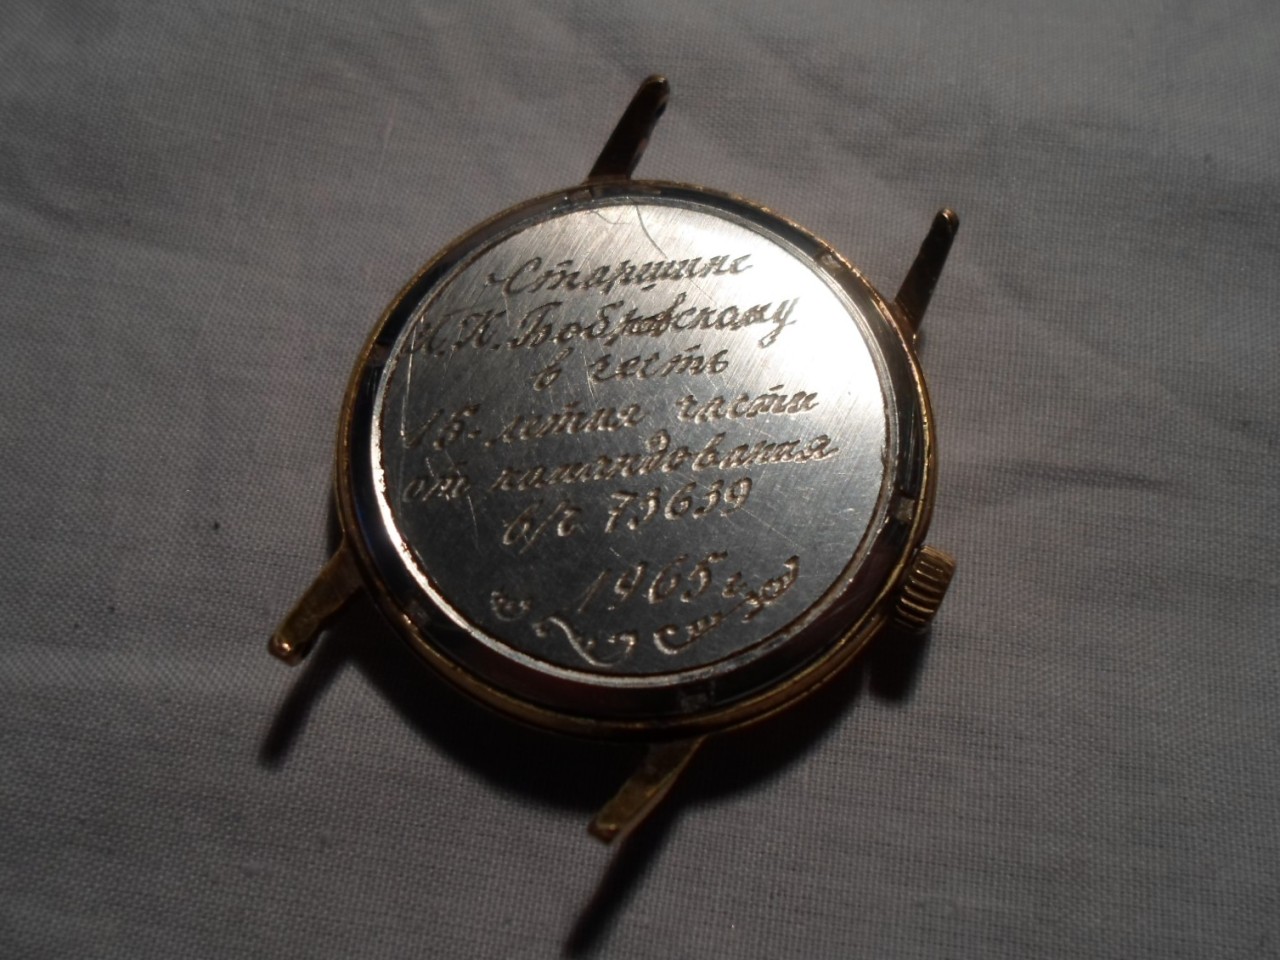 Старшине
Н. К. Бобровскому
в честь
15-летия части
от командования
в/ч 73639
1965 г.